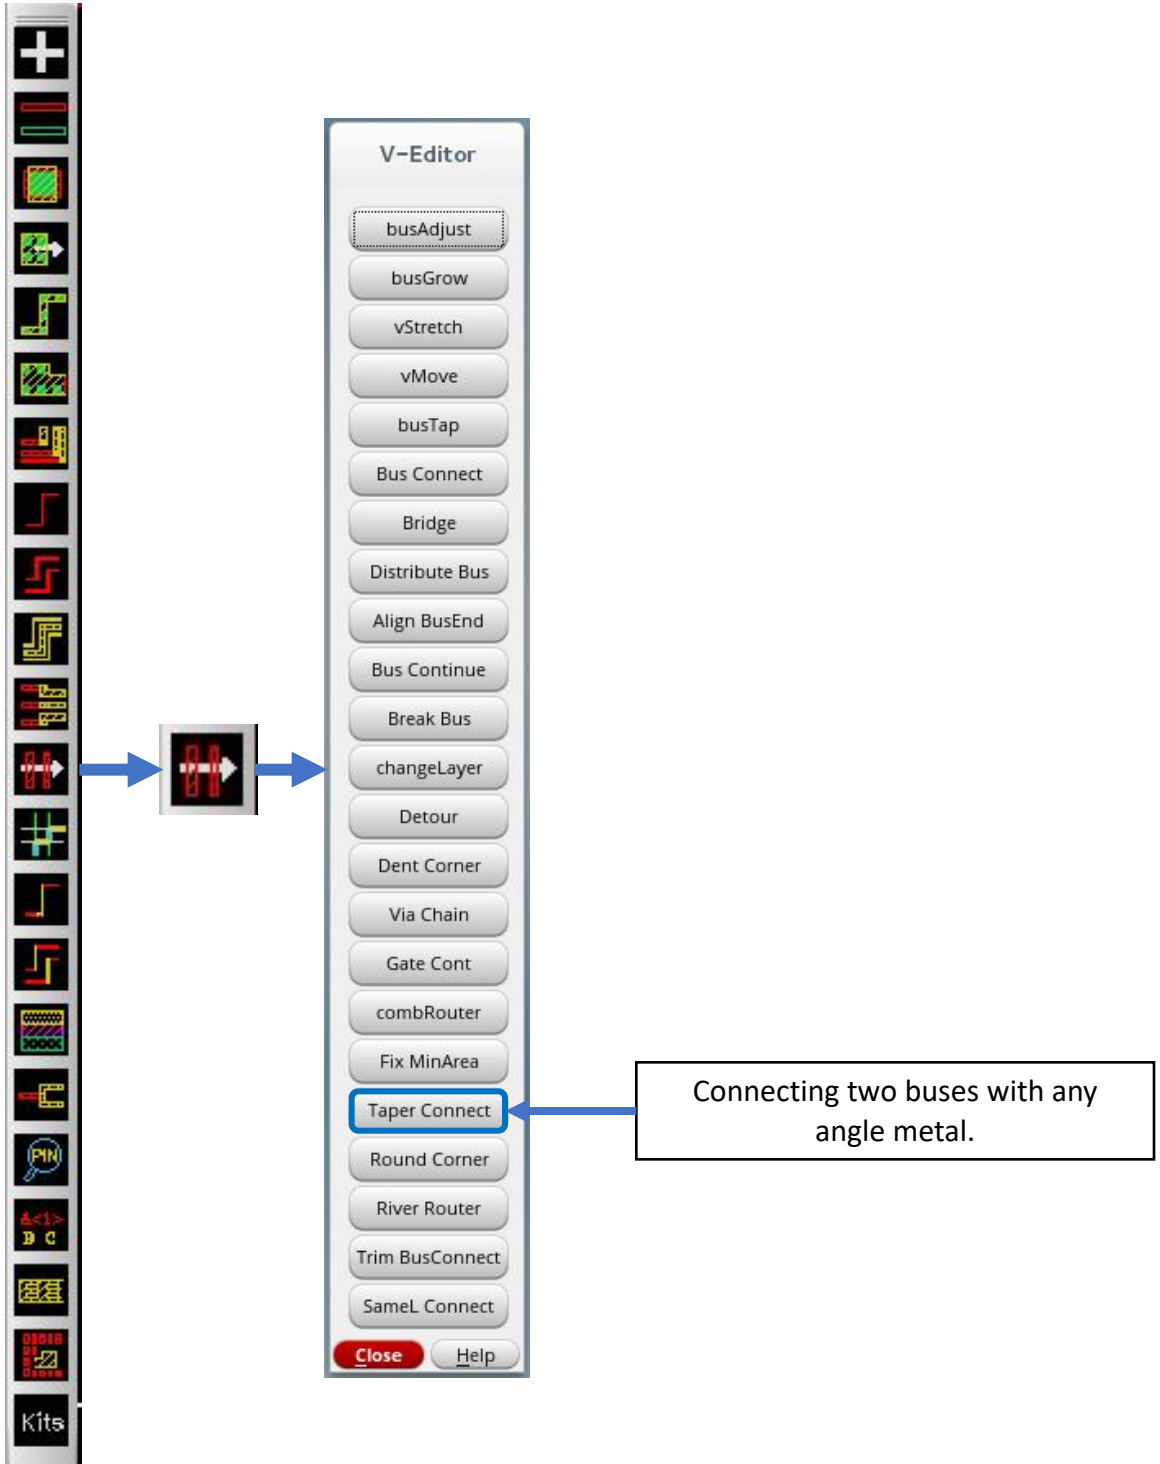 V-Editor
busAdjust
busGrow
vStretch
vMove
busTap
Bus Connect
Bridge
Distribute Bus
Align BusEnd
Bus Continue
Break Bus
changeLayer
Detour
Dent Corner
Via Chain
Gate Cont
combRouter
Fix MinArea
Taper Connect
Round Corner
River Router
Trim BusConnect
SameL Connect
Close Help
Connecting two buses with any
angle metal.
PIN
A<1>
B C
Kits